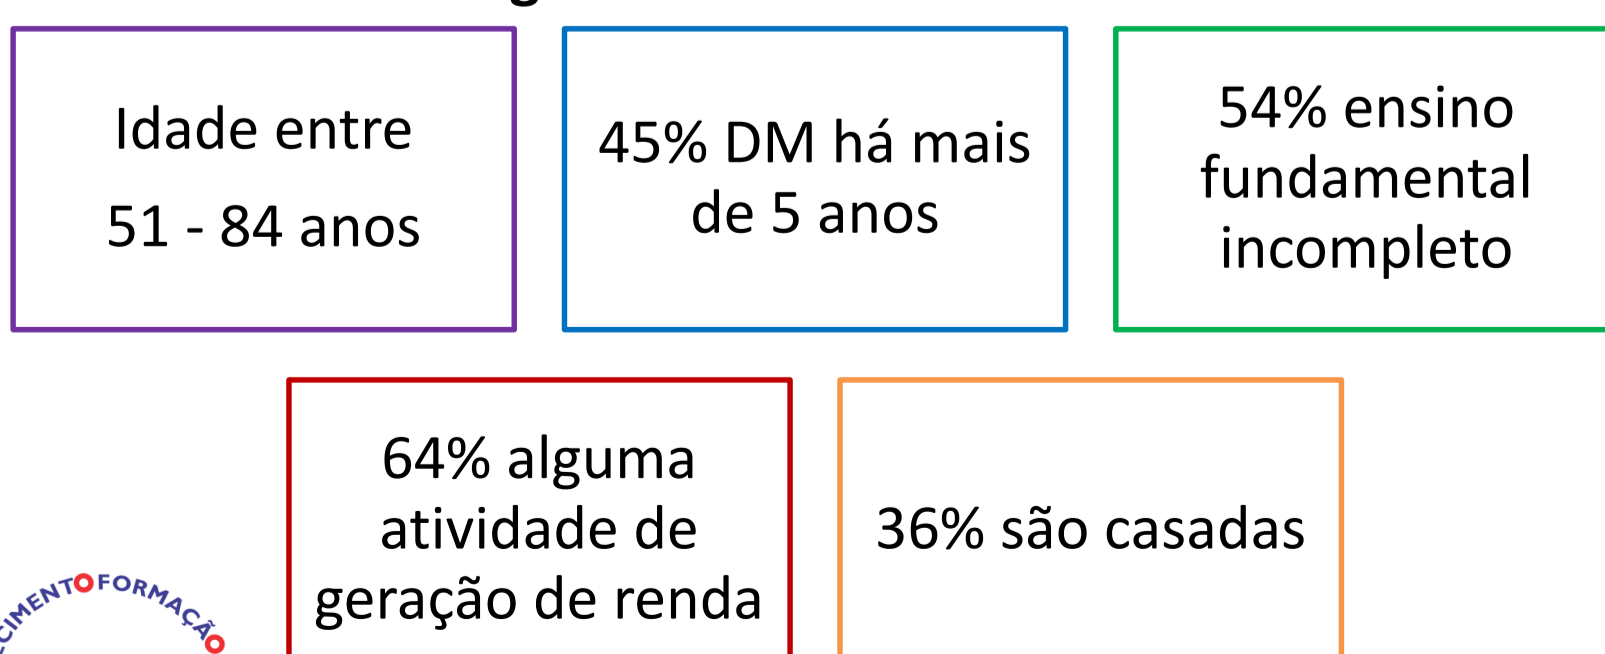 Idade entre
51 - 84 anos
45% DM há mais
de 5 anos
54% ensino
fundamental
incompleto
64% alguma
atividade de
geração de renda
36% são casadas
FORMAÇÃO